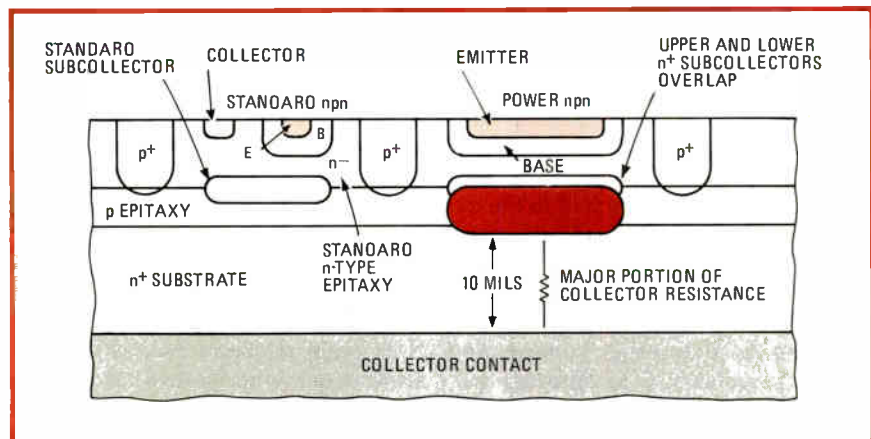 STANDARO
SUBCOLLECTOR
COLLECTOR
EMITTER
UPPER AND LOWER
n+ SUBCOLLECTORS
OVERLAP
STANOARO npn
POWER npn
p+
E
B
n–
p+
BASE
p+
p EPITAXY
STANOARO
n-TYPE
EPITAXY
n+ SUBSTRATE
10 MILS
MAJOR PORTION OF
COLLECTOR RESISTANCE
COLLECTOR CONTACT